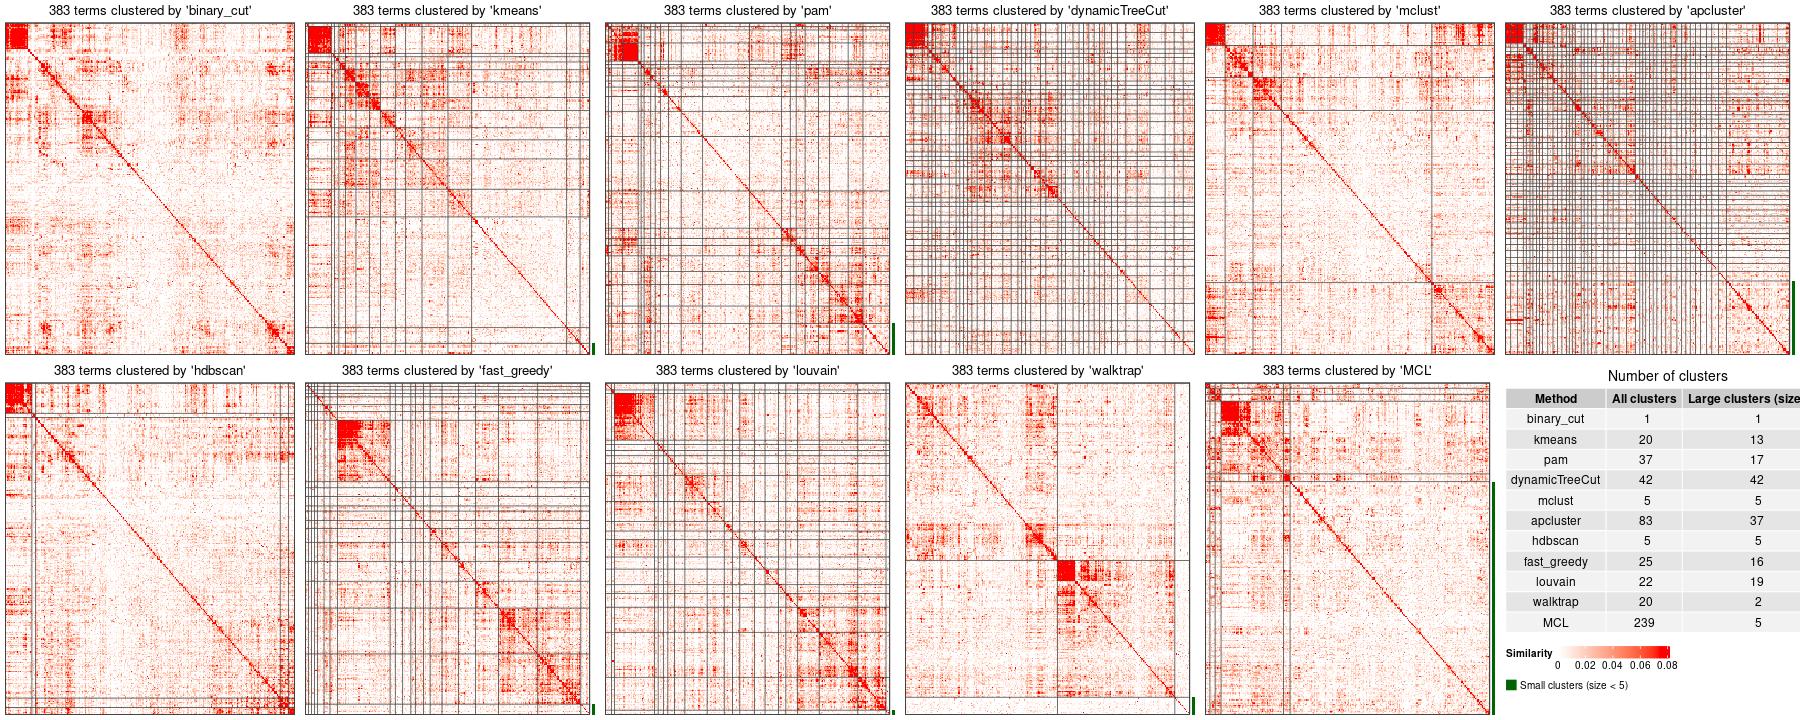 383 terms clustered by 'binary_cut'
383 terms clustered by 'kmeans'
383 terms clustered by 'pam'
383 terms clustered by 'dynamicTreeCut'
383 terms clustered by 'mclust'
383 terms clustered by 'apcluster'
383 terms clustered by 'hdbscan'
383 terms clustered by 'fast_greedy'
383 terms clustered by 'louvain'
383 terms clustered by 'walktrap'
383 terms clustered by 'MCL'
Number of clusters
Method All clusters Large clusters (size
binary_cut 1 1
kmeans 20 13
pam 37 17
dynamicTreeCut 42 42
mclust 5 5
apcluster 83 37
hdbscan 5 5
fast_greedy 25 16
louvain 22 19
walktrap 20 2
MCL 239 5
Similarity
0 0.02 0.04 0.06 0.08
Small clusters (size < 5)